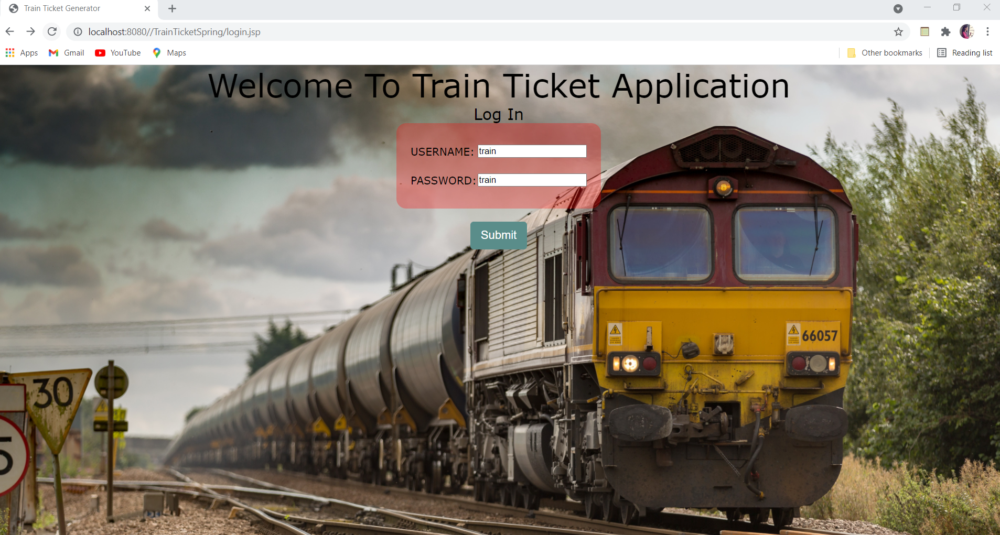 Train Ticket Generator
localhost:8080//TrainTicketSpring/login.jsp
Apps Gmail YouTube Maps Other bookmarks Reading list
Welcome To Train Ticket Application
Log In
USERNAME: train
PASSWORD: train
Submit
66057
30
5